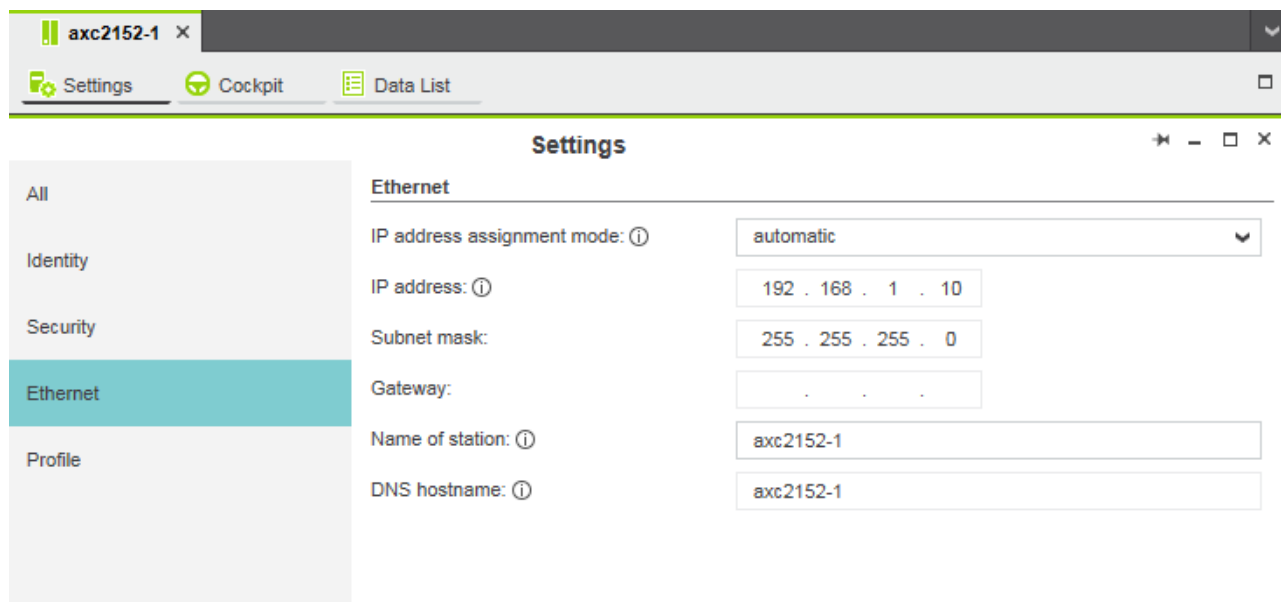 axc2152-1
Settings Cockpit Data List
Settings
All
Identity
Security
Ethernet
Profile
Ethernet
IP address assignment mode: automatic
IP address: 192 . 168 . 1 . 10
Subnet mask: 255 . 255 . 255 . 0
Gateway: . . .
Name of station: axc2152-1
DNS hostname: axc2152-1